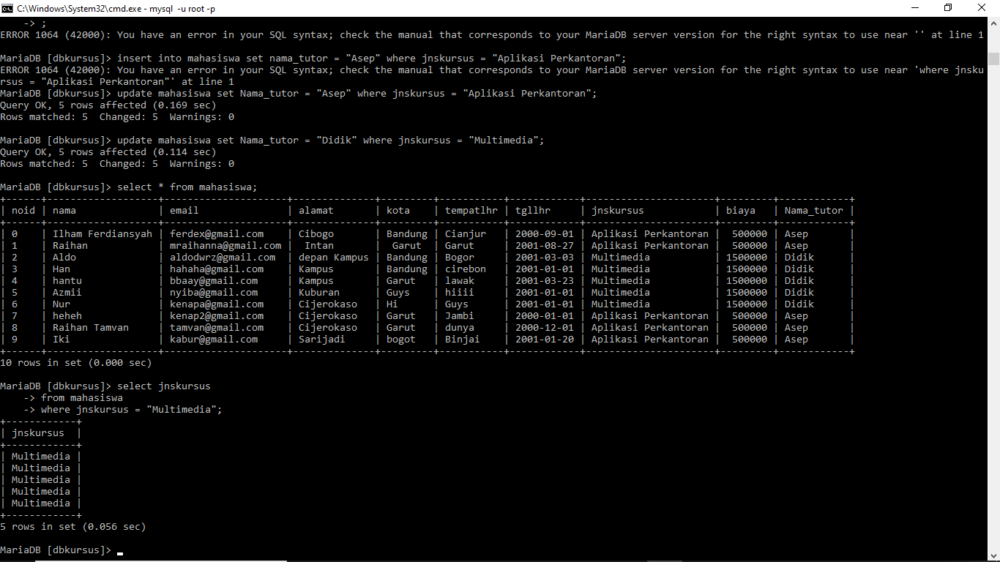 C:\Windows\System32\cmd.exe - mysql  -u root -p
    -> ;
ERROR 1064 (42000): You have an error in your SQL syntax; check the manual that corresponds to your MariaDB server version for the right syntax to use near '' at line 1
MariaDB [dbkursus]> insert into mahasiswa set nama_tutor = "Asep" where jnskursus = "Aplikasi Perkantoran";
ERROR 1064 (42000): You have an error in your SQL syntax; check the manual that corresponds to your MariaDB server version for the right syntax to use near 'where jnsku
rsus = "Aplikasi Perkantoran"' at line 1
MariaDB [dbkursus]> update mahasiswa set Nama_tutor = "Asep" where jnskursus = "Aplikasi Perkantoran";
Query OK, 5 rows affected (0.169 sec)
Rows matched: 5  Changed: 5  Warnings: 0
MariaDB [dbkursus]> update mahasiswa set Nama_tutor = "Didik" where jnskursus = "Multimedia";
Query OK, 5 rows affected (0.114 sec)
Rows matched: 5  Changed: 5  Warnings: 0
MariaDB [dbkursus]> select * from mahasiswa;
+------+------------------+---------------------+--------------+---------+-----------+------------+----------------------+---------+------------+
| noid | nama             | email               | alamat       | kota    | tempatlhr | tgllhr     | jnskursus            | biaya   | Nama_tutor |
+------+------------------+---------------------+--------------+---------+-----------+------------+----------------------+---------+------------+
| 0    | Ilham Ferdiansyah | ferdex@gmail.com    | Cibogo       | Bandung | Cianjur   | 2000-09-01 | Aplikasi Perkantoran |  500000 | Asep       |
| 1    | Raihan           | mraihanna@gmail.com |  Intan       |  Garut  | Garut     | 2001-08-27 | Aplikasi Perkantoran |  500000 | Asep       |
| 2    | Aldo             | aldodwrz@gmail.com  | depan Kampus | Bandung | Bogor     | 2001-03-03 | Multimedia           | 1500000 | Didik      |
| 3    | Han              | hahaha@gmail.com    | Kampus       | Bandung | cirebon   | 2001-01-01 | Multimedia           | 1500000 | Didik      |
| 4    | hantu            | bbaay@gmail.com     | Kampus       | Garut   | lawak     | 2001-03-23 | Multimedia           | 1500000 | Didik      |
| 5    | Azmii            | nyiba@gmail.com     | Kuburan      | Guys    | hiiii     | 2001-01-01 | Multimedia           | 1500000 | Didik      |
| 6    | Nur              | kenapa@gmail.com    | Cijerokaso   | Hi      | Guys      | 2001-01-01 | Multimedia           | 1500000 | Didik      |
| 7    | heheh            | kenap2@gmail.com    | Cijerokaso   | Garut   | Jambi     | 2000-01-01 | Aplikasi Perkantoran |  500000 | Asep       |
| 8    | Raihan Tamvan    | tamvan@gmail.com    | Cijerokaso   | Garut   | dunya     | 2000-12-01 | Aplikasi Perkantoran |  500000 | Asep       |
| 9    | Iki              | kabur@gmail.com     | Sarijadi     | bogot   | Binjai    | 2001-01-20 | Aplikasi Perkantoran |  500000 | Asep       |
+------+------------------+---------------------+--------------+---------+-----------+------------+----------------------+---------+------------+
10 rows in set (0.000 sec)
MariaDB [dbkursus]> select jnskursus
    -> from mahasiswa
    -> where jnskursus = "Multimedia";
+------------+
| jnskursus  |
+------------+
| Multimedia |
| Multimedia |
| Multimedia |
| Multimedia |
| Multimedia |
+------------+
5 rows in set (0.056 sec)
MariaDB [dbkursus]> _